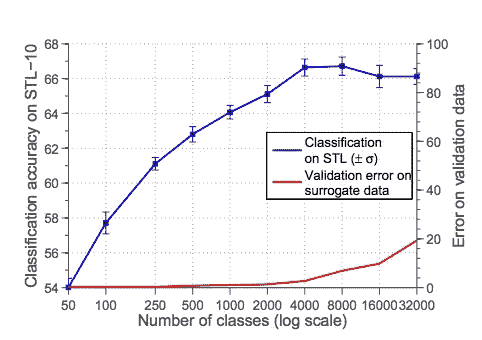 68
66
64
62
60
58
56
54
Classification accuracy on STL−10
100
80
60
40
20
0
Error on validation data
Classification
on STL (± σ)
Validation error on
surrogate data
50 100 250 500 1000 2000 4000 8000 16000 32000
Number of classes (log scale)